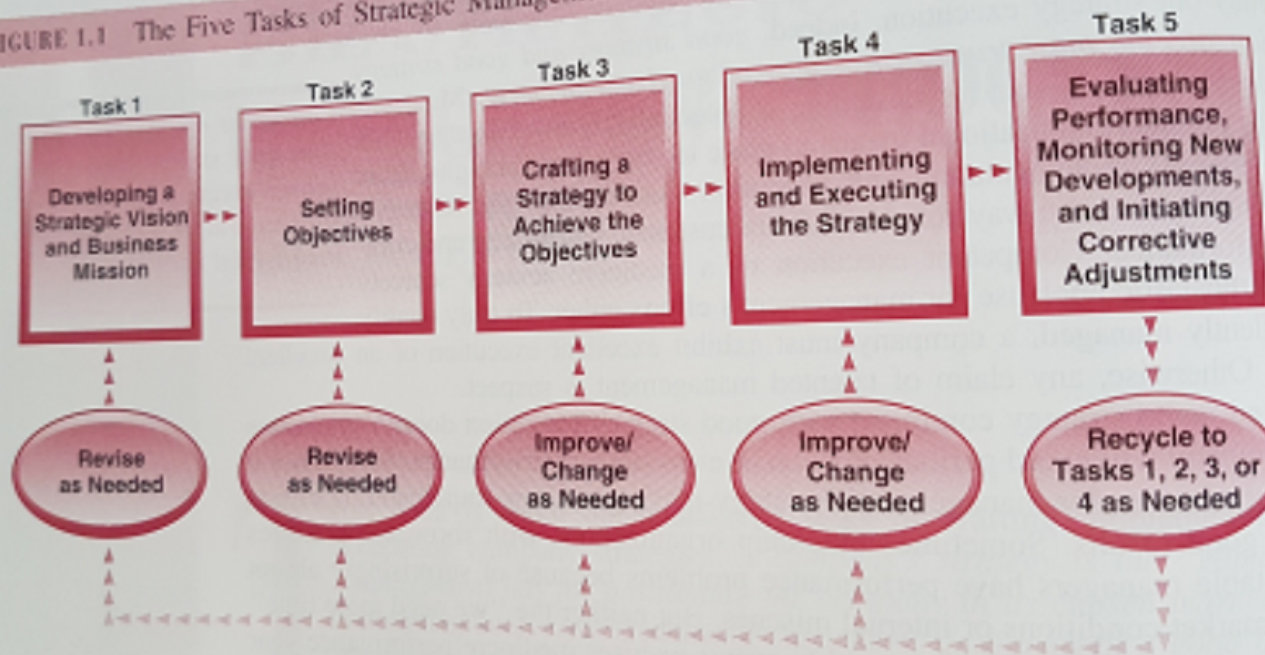 FIGURE 1.1 The Five Tasks of Strategic
Task 1
Developing a
Strategic Vision
and Business
Mission
Task 2
Setting
Objectives
Task 3
Crafting a
Strategy to
Achieve the
Objectives
Task 4
Implementing
and Executing
the Strategy
Task 5
Evaluating
Performance,
Monitoring New
Developments,
and Initiating
Corrective
Adjustments
Revise
as Needed
Revise
as Needed
Improve/
Change
as Needed
Improve/
Change
as Needed
Recycle to
Tasks 1, 2, 3, or
4 as Needed